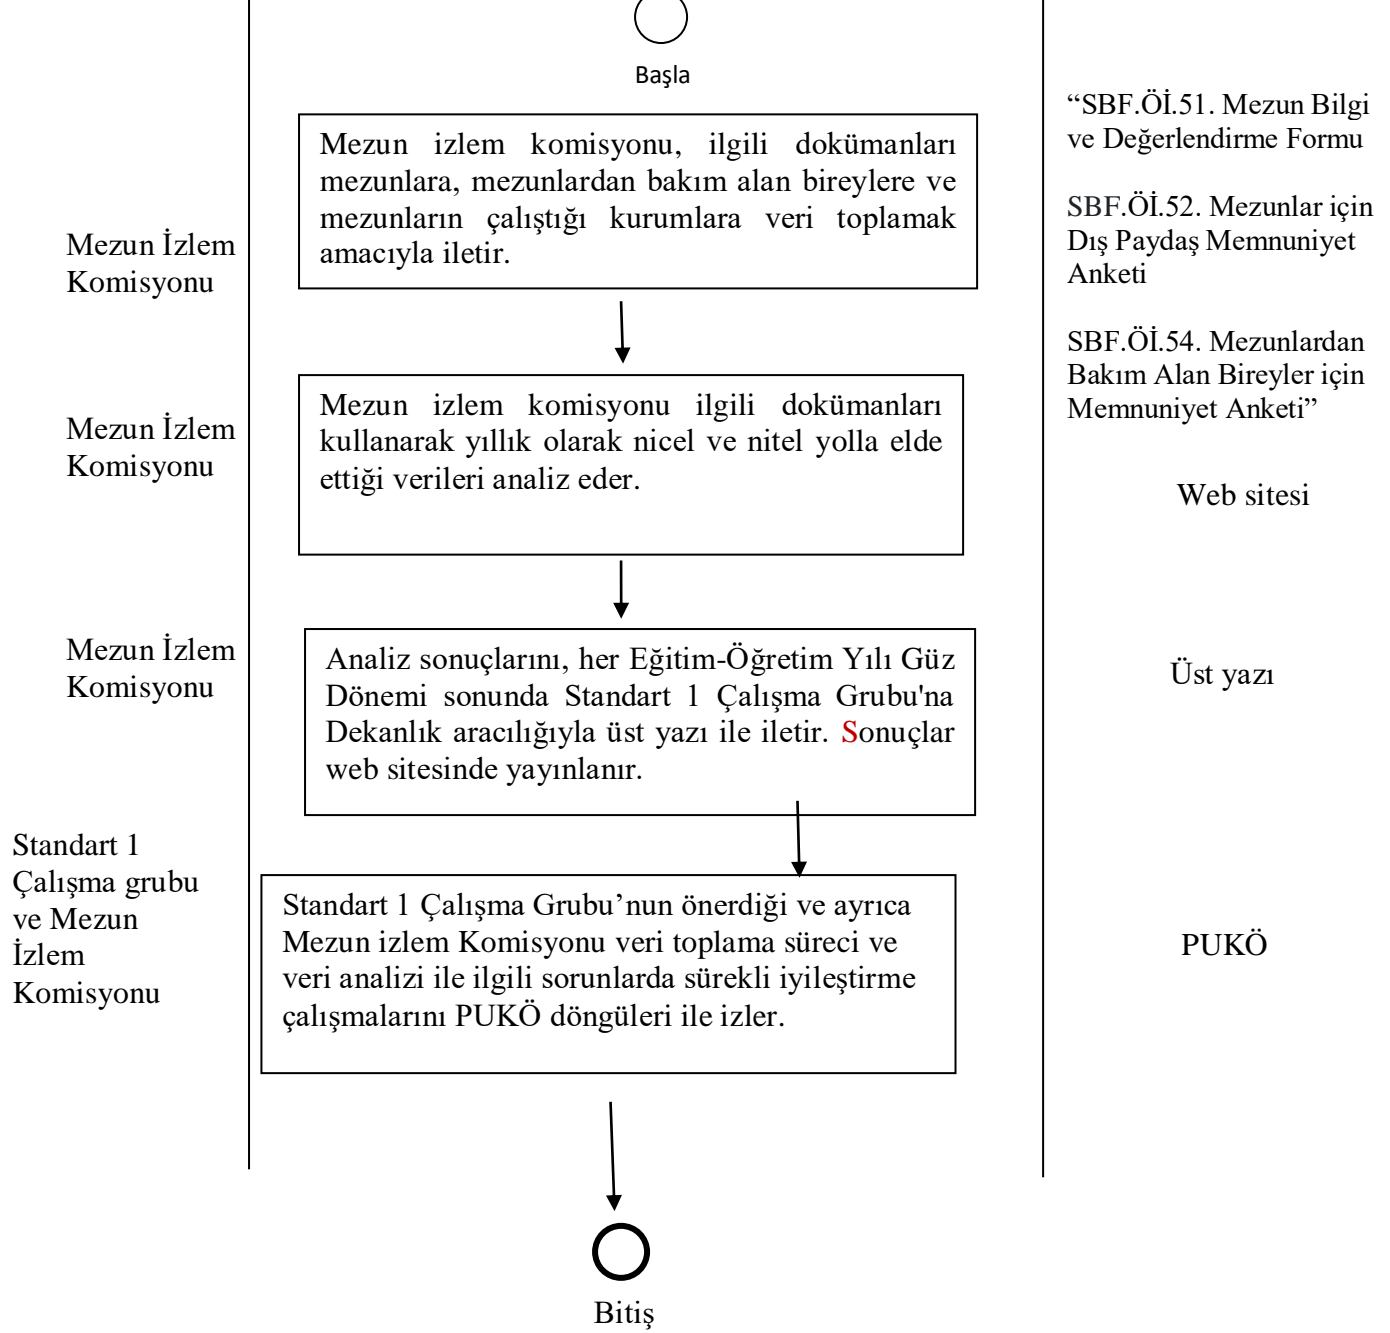 Başla
“SBF.Öİ.51. Mezun Bilgi
ve Değerlendirme Formu
SBF.Öİ.52. Mezunlar için
Dış Paydaş Memnuniyet
Anketi
SBF.Öİ.54. Mezunlardan
Bakım Alan Bireyler için
Memnuniyet Anketi”
Mezun İzlem
Komisyonu
Mezun izlem komisyonu, ilgili dokümanları
mezunlara, mezunlardan bakım alan bireylere ve
mezunların çalıştığı kurumlara veri toplamak
amacıyla iletir.
Mezun İzlem
Komisyonu
Mezun izlem komisyonu ilgili dokümanları
kullanarak yıllık olarak nicel ve nitel yolla elde
ettiği verileri analiz eder.
Web sitesi
Mezun İzlem
Komisyonu
Analiz sonuçlarını, her Eğitim-Öğretim Yılı Güz
Dönemi sonunda Standart 1 Çalışma Grubu'na
Dekanlık aracılığıyla üst yazı ile iletir. Sonuçlar
web sitesinde yayınlanır.
Üst yazı
Standart 1
Çalışma grubu
ve Mezun
İzlem
Komisyonu
Standart 1 Çalışma Grubu’nun önerdiği ve ayrıca
Mezun izlem Komisyonu veri toplama süreci ve
veri analizi ile ilgili sorunlarda sürekli iyileştirme
çalışmalarını PUKÖ döngüleri ile izler.
PUKÖ
Bitiş